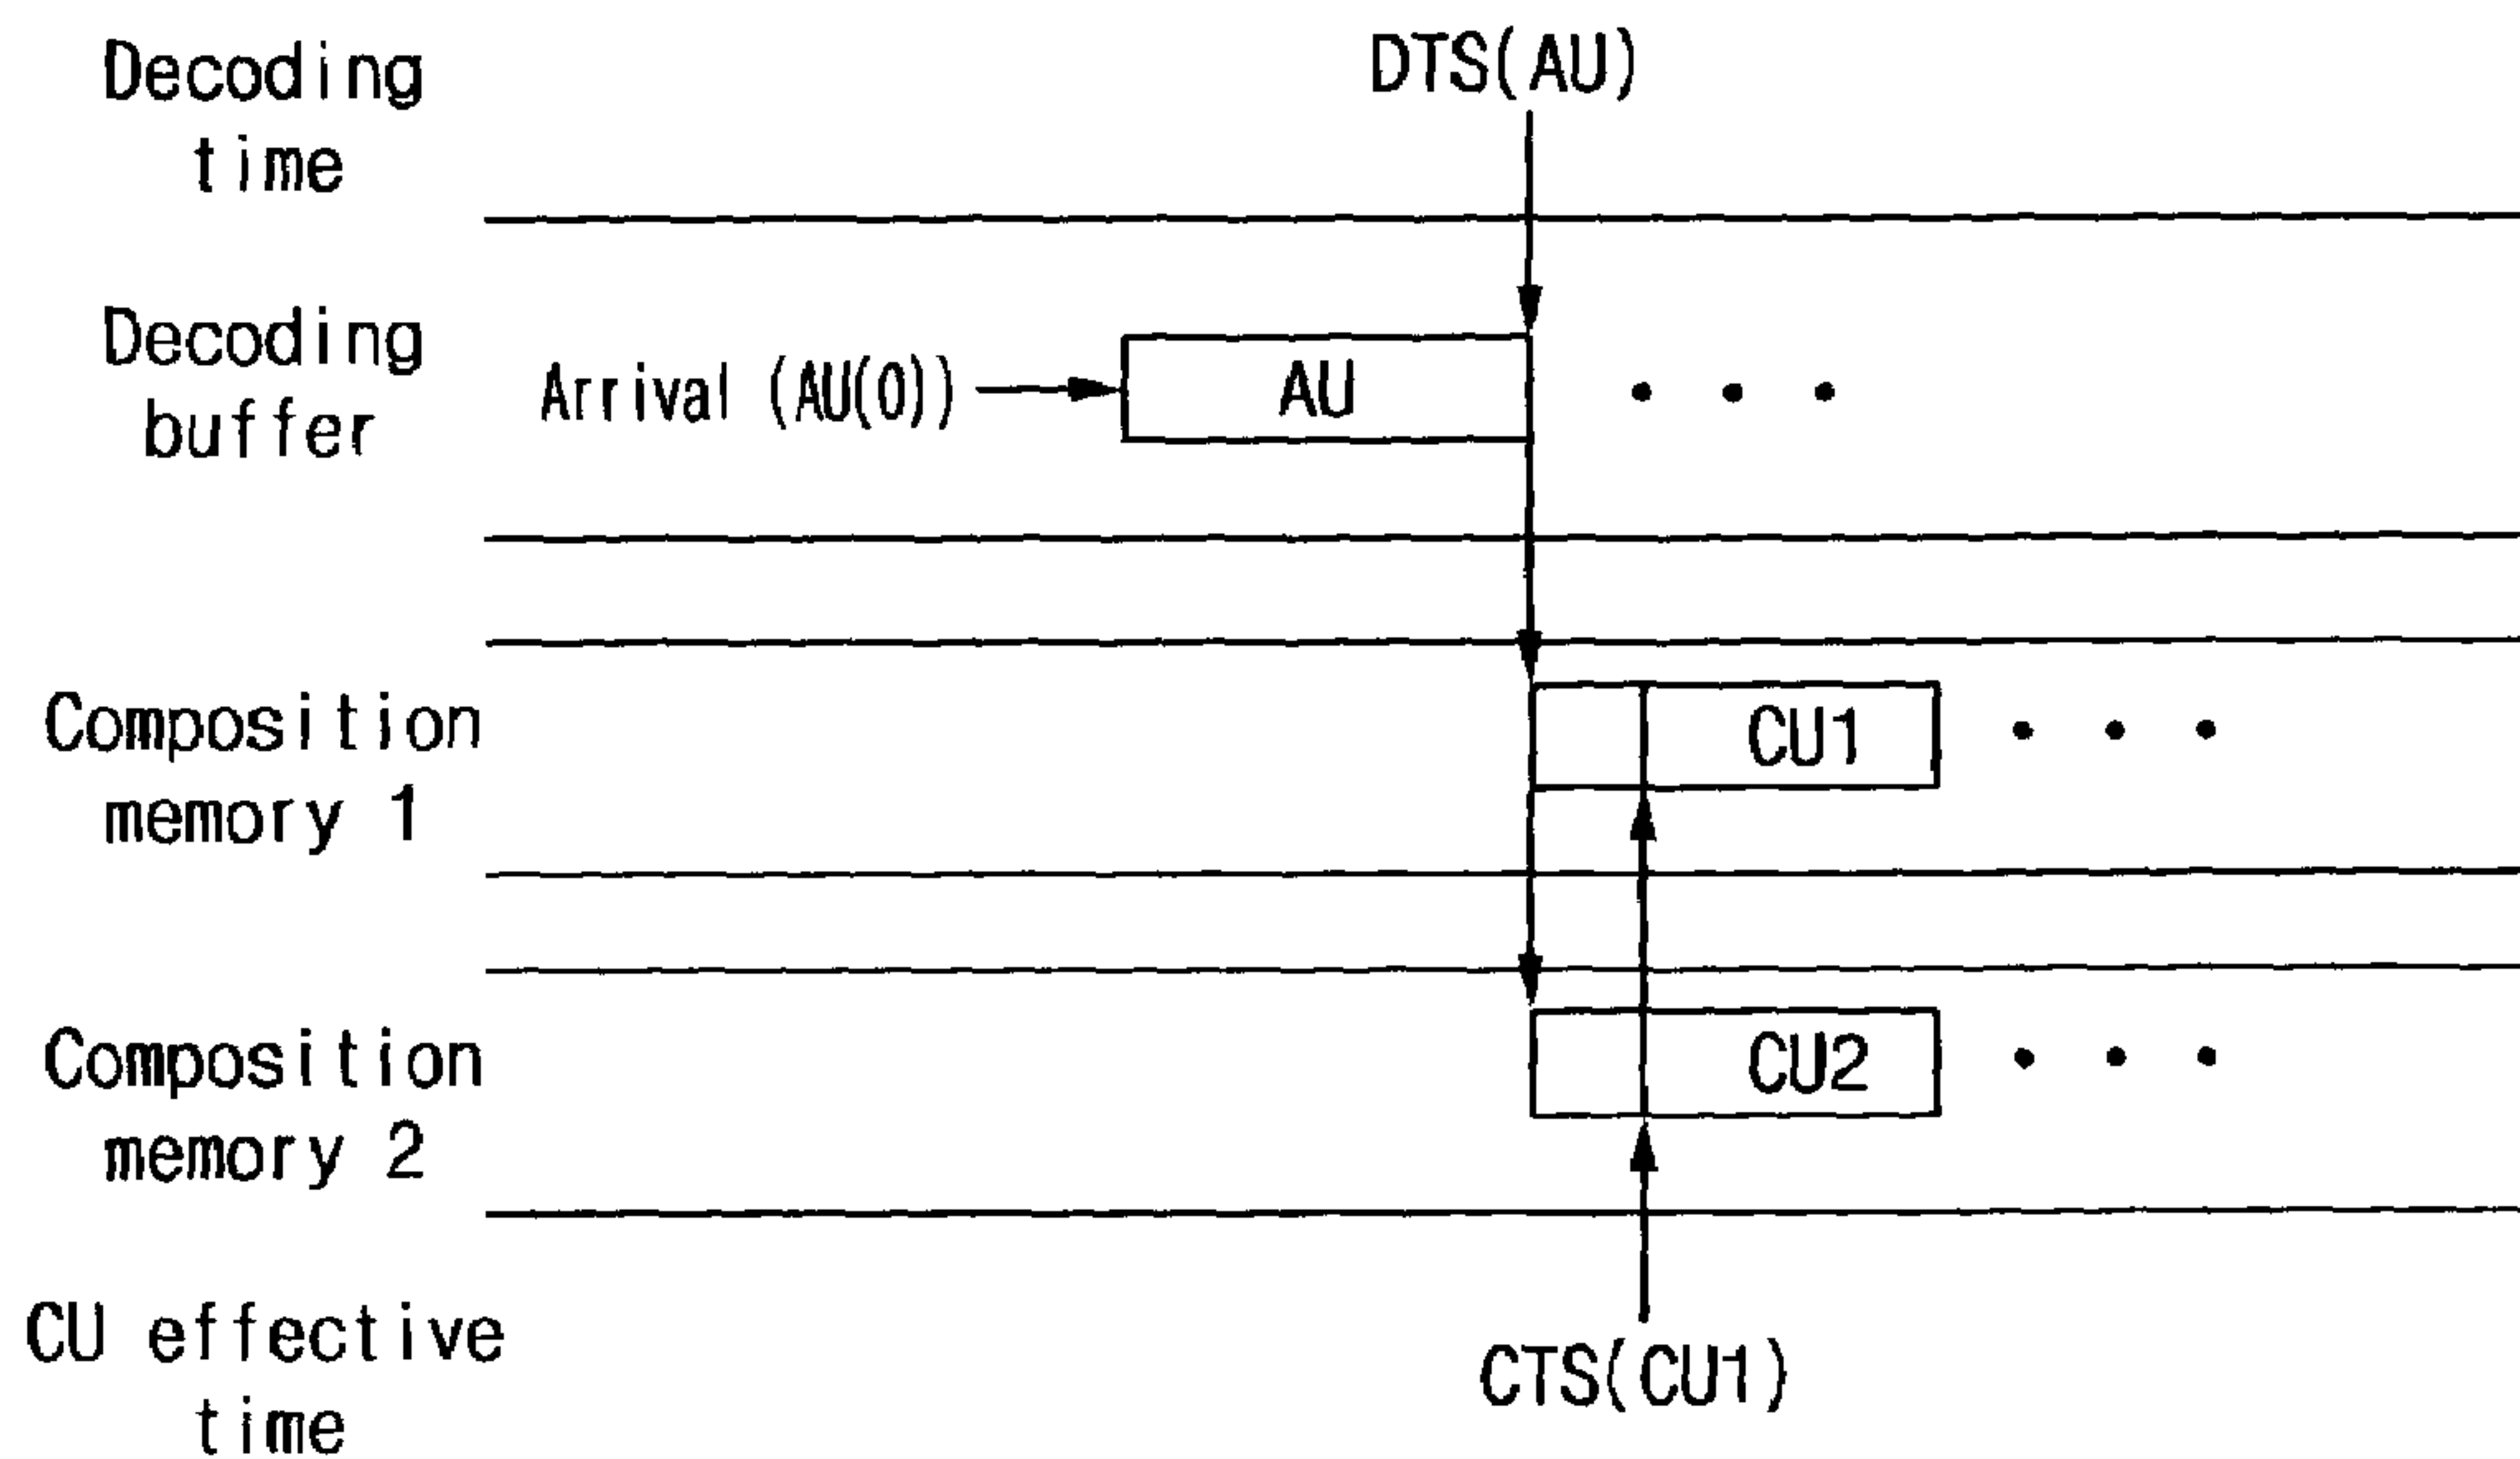 Decoding
time
DTS(AU)
Decoding
buffer
Arrival (AU(0))
AU
Composition
memory 1
CU1
Composition
memory 2
CU2
CU effective
time
CTS(CU1)